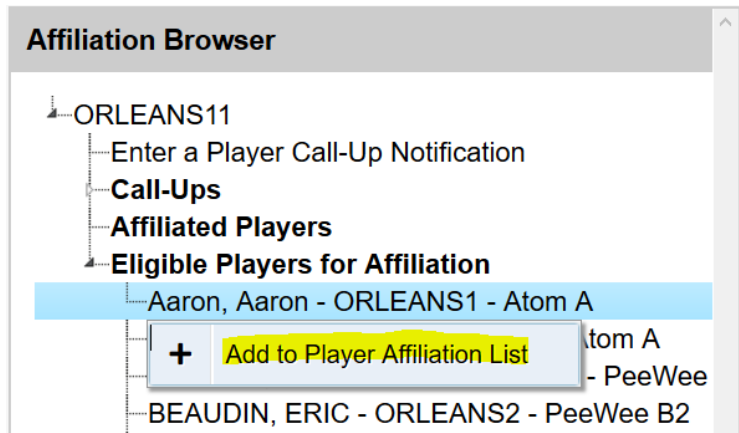 Affiliation Browser
ORLEANS11
Enter a Player Call-Up Notification
Call-Ups
Affiliated Players
Eligible Players for Affiliation
Aaron, Aaron - ORLEANS1 - Atom A
+ Add to Player Affiliation List
Atom A
- PeeWee
BEAUDIN, ERIC - ORLEANS2 - PeeWee B2